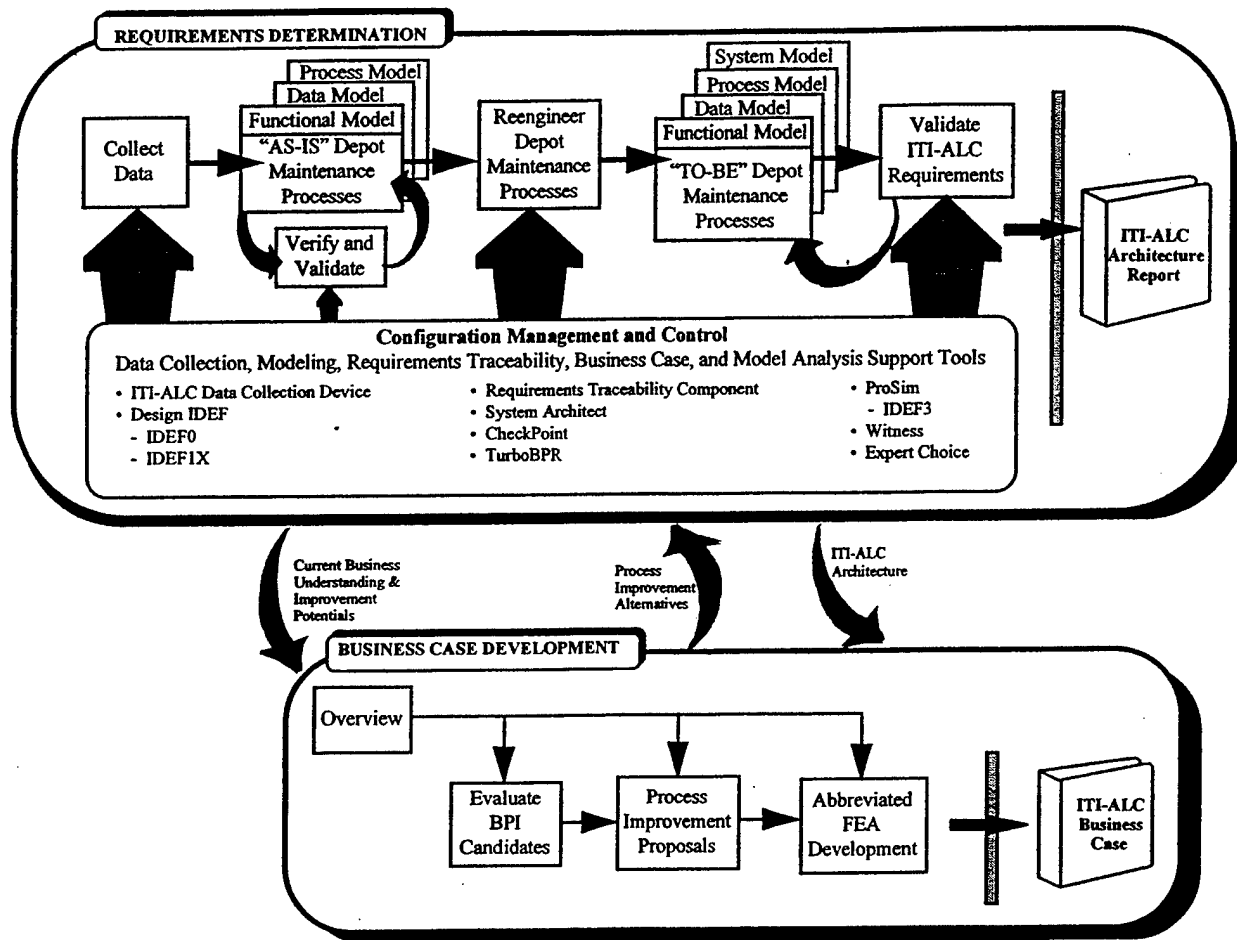 REQUIREMENTS DETERMINATION
Collect
Data
Process Model
Data Model
Functional Model
“AS-IS” Depot
Maintenance
Processes
Verify and
Validate
Reengineer
Depot
Maintenance
Processes
System Model
Process Model
Data Model
Functional Model
“TO-BE” Depot
Maintenance
Processes
Validate
ITI-ALC
Requirements
ITI-ALC
Architecture
Report
Configuration Management and Control
Data Collection, Modeling, Requirements Traceability, Business Case, and Model Analysis Support Tools
• ITI-ALC Data Collection Device
• Design IDEF
- IDEF0
- IDEF1X
• Requirements Traceability Component
• System Architect
• CheckPoint
• TurboBPR
• ProSim
- IDEF3
• Witness
• Expert Choice
Current Business
Understanding &
Improvement
Potentials
Process
Improvement
Alternatives
ITI-ALC
Architecture
BUSINESS CASE DEVELOPMENT
Overview
Evaluate
BPI
Candidates
Process
Improvement
Proposals
Abbreviated
FEA
Development
ITI-ALC
Business
Case